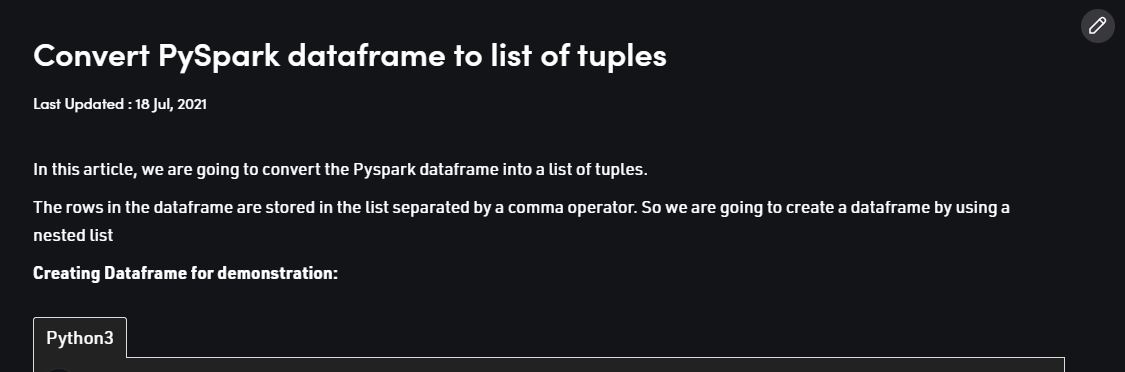 Convert PySpark dataframe to list of tuples
Last Updated : 18 Jul, 2021
In this article, we are going to convert the Pyspark dataframe into a list of tuples.
The rows in the dataframe are stored in the list separated by a comma operator. So we are going to create a dataframe by using a
nested list
Creating Dataframe for demonstration:
Python3